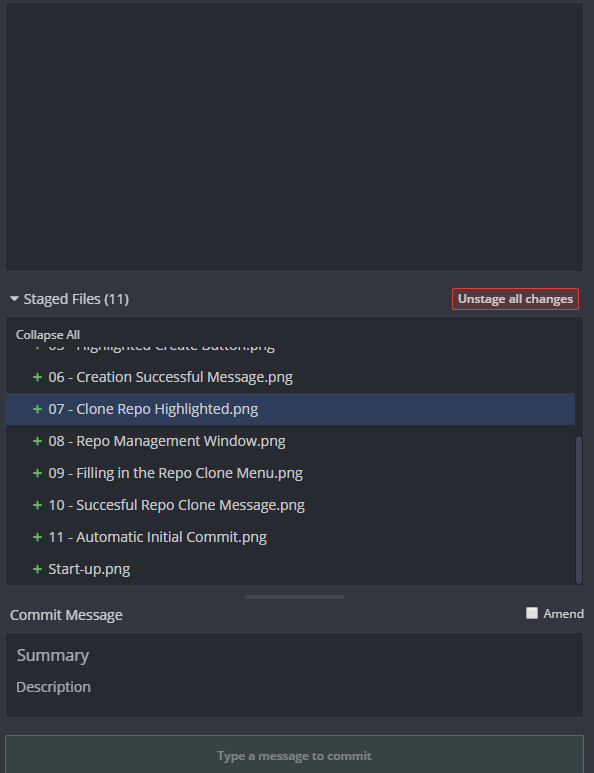 Staged Files (11)
Unstage all changes
Collapse All
05 - Highlighted Create Button.png
+ 06 - Creation Successful Message.png
+ 07 - Clone Repo Highlighted.png
+ 08 - Repo Management Window.png
+ 09 - Filling in the Repo Clone Menu.png
+ 10 - Succesful Repo Clone Message.png
+ 11 - Automatic Initial Commit.png
+ Start-up.png
Commit Message
Amend
Summary
Description
Type a message to commit